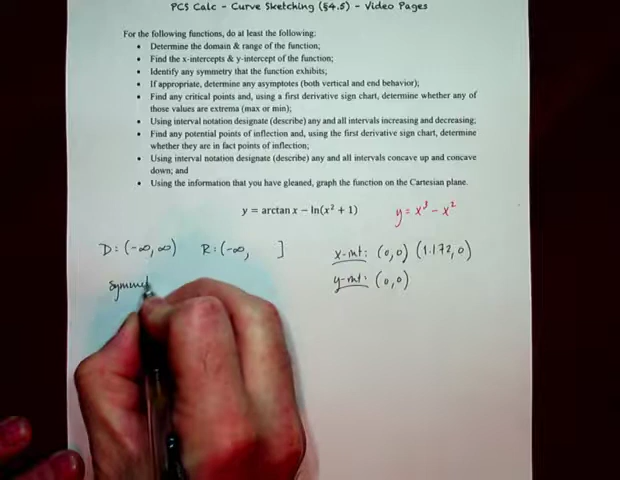 PCS Calc - Curve Sketching (§4.5) - Video Pages
For the following functions, do at least the following:
• Determine the domain & range of the function;
• Find the x-intercepts & y-intercept of the function;
• Identify any symmetry that the function exhibits;
• If appropriate, determine any asymptotes (both vertical and end behavior);
• Find any critical points and, using a first derivative sign chart, determine whether any of
those values are extrema (max or min);
• Using interval notation designate (describe) any and all intervals increasing and decreasing;
• Find any potential points of inflection and, using the first derivative sign chart, determine
whether they are in fact points of inflection;
• Using interval notation designate (describe) any and all intervals concave up and concave
down; and
• Using the information that you have gleaned, graph the function on the Cartesian plane.
y = arctan x − ln(x² + 1) y = x³ − x²
D: (-∞, ∞) R: (-∞, ] x-int: (0,0) (1.172, 0)
Symmet y-int: (0,0)